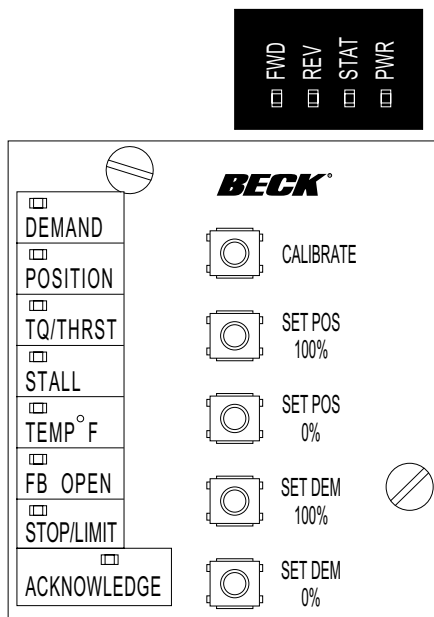 FWD
REV
STAT
PWR
BECK®
DEMAND
POSITION
TQ/THRST
STALL
TEMP°F
FB OPEN
STOP/LIMIT
ACKNOWLEDGE
CALIBRATE
SET POS
100%
SET POS
0%
SET DEM
100%
SET DEM
0%